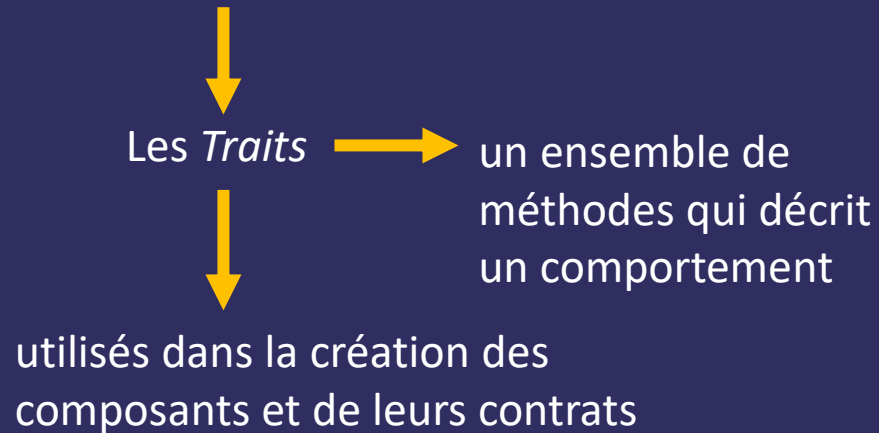 Les Traits
un ensemble de
méthodes qui décrit
un comportement
utilisés dans la création des
composants et de leurs contrats